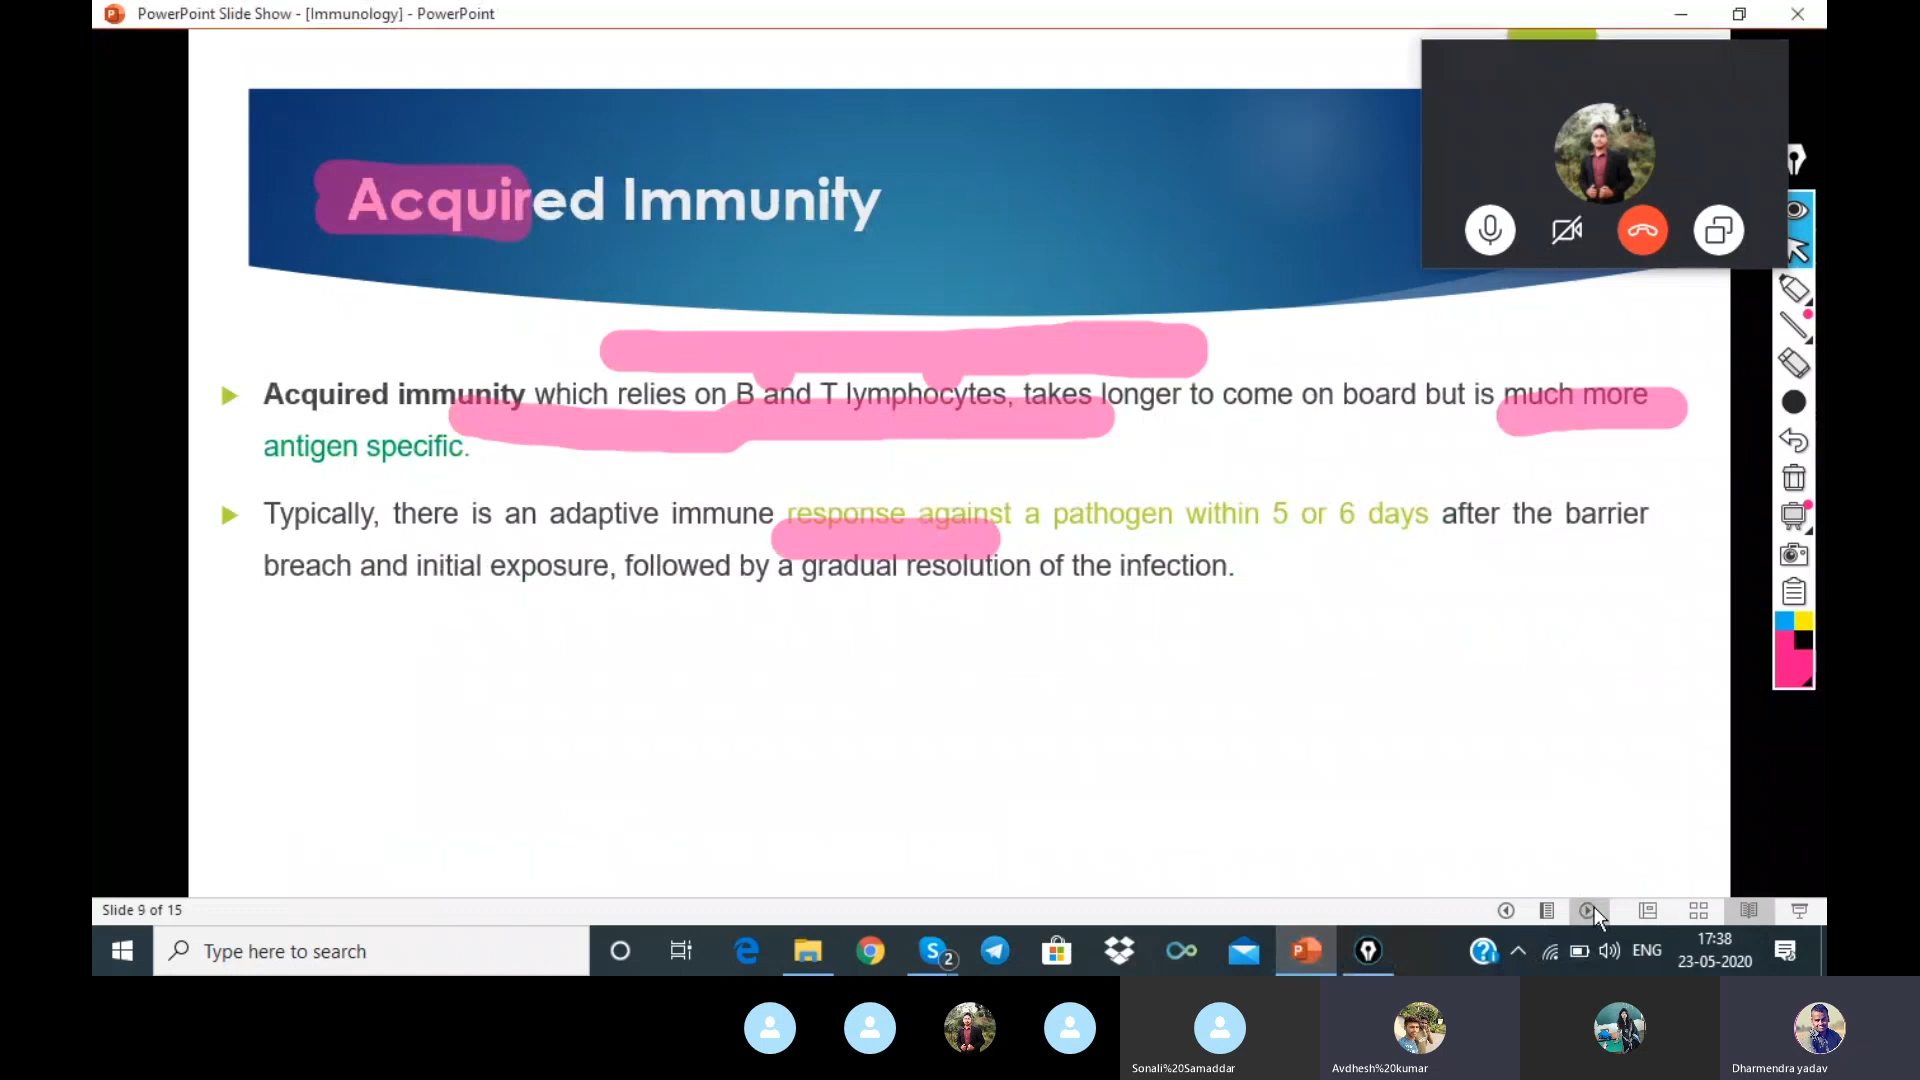 PowerPoint Slide Show - [Immunology] - PowerPoint
Acquired Immunity
Acquired immunity which relies on B and T lymphocytes, takes longer to come on board but is much more
antigen specific.
Typically, there is an adaptive immune response against a pathogen within 5 or 6 days after the barrier
breach and initial exposure, followed by a gradual resolution of the infection.
Slide 9 of 15
Type here to search
2
ENG
17:38
23-05-2020
Sonali%20Samaddar
Avdhesh%20kumar
Dharmendra yadav